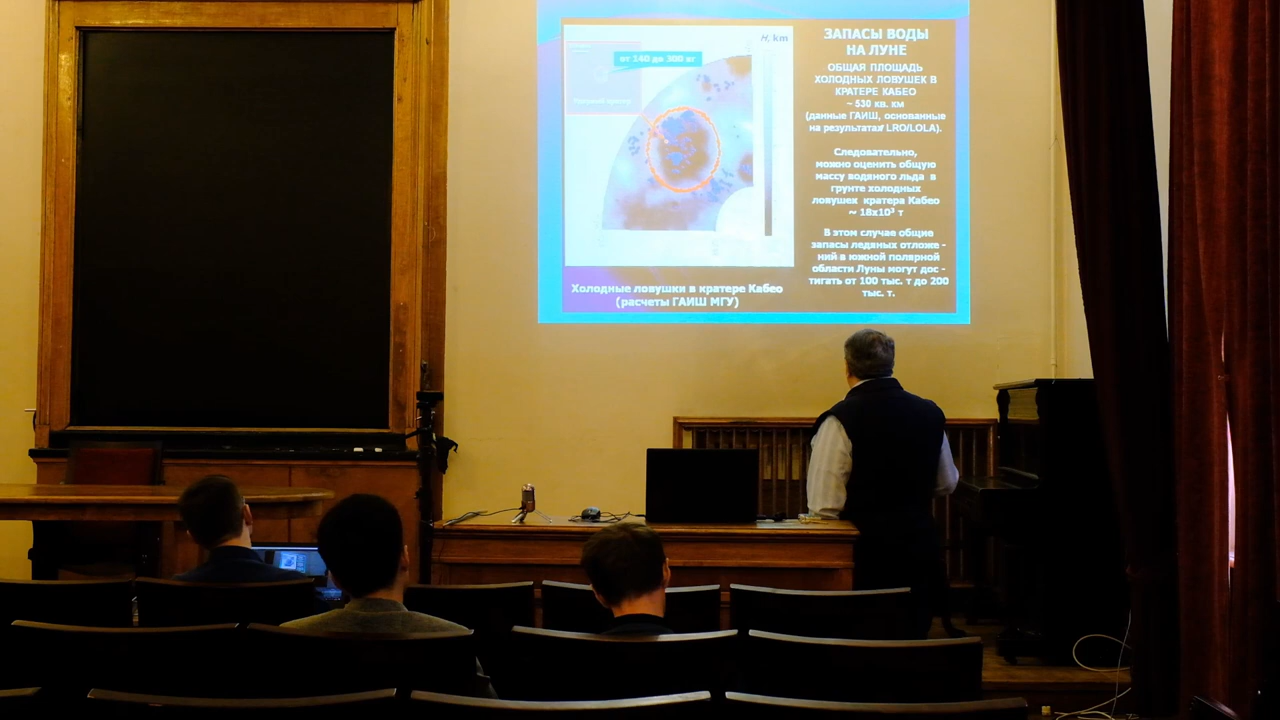 H, km
от 140 до 300 кг
ЗАПАСЫ ВОДЫ
НА ЛУНЕ
ОБЩАЯ ПЛОЩАДЬ
ХОЛОДНЫХ ЛОВУШЕК В
КРАТЕРЕ КАБЕО
~ 530 КВ. КМ
(данные ГАИШ, основанные
на результатах LRO/LOLA).
Следовательно,
можно оценить общую
массу водяного льда в
грунте холодных
ловушек кратера Кабео
~ 18x10³ т
В этом случае общие
запасы ледяных отложе -
ний в южной полярной
области Луны могут дос -
тигать от 100 тыс. т до 200
тыс. т.
Холодные ловушки в кратере Кабео
(расчеты ГАИШ МГУ)